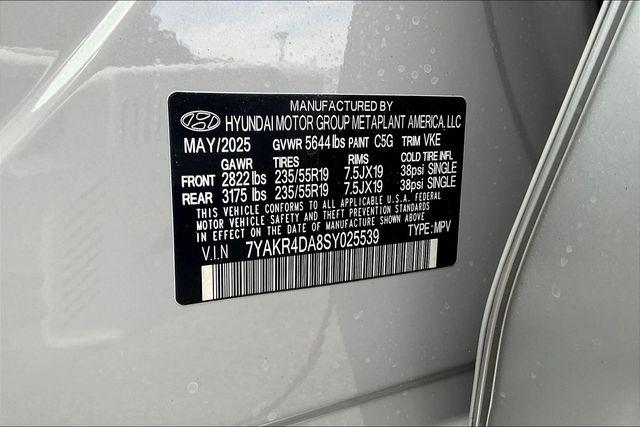 MANUFACTURED BY
HYUNDAI MOTOR GROUP METAPLANT AMERICA, LLC
MAY/2025 GVWR 5644 lbs PAINT C5G TRIM VKE
GAWR TIRES RIMS COLD TIRE INFL
FRONT 2822 lbs 235/55R19 7.5JX19 38psi SINGLE
REAR 3175 lbs 235/55R19 7.5JX19 38psi SINGLE
THIS VEHICLE CONFORMS TO ALL APPLICABLE U.S.A. FEDERAL
MOTOR VEHICLE SAFETY AND THEFT PREVENTION STANDARDS
IN EFFECT ON THE DATE OF MANUFACTURE SHOWN ABOVE.
V.I.N 7YAKR4DA8SY025539 TYPE: MPV